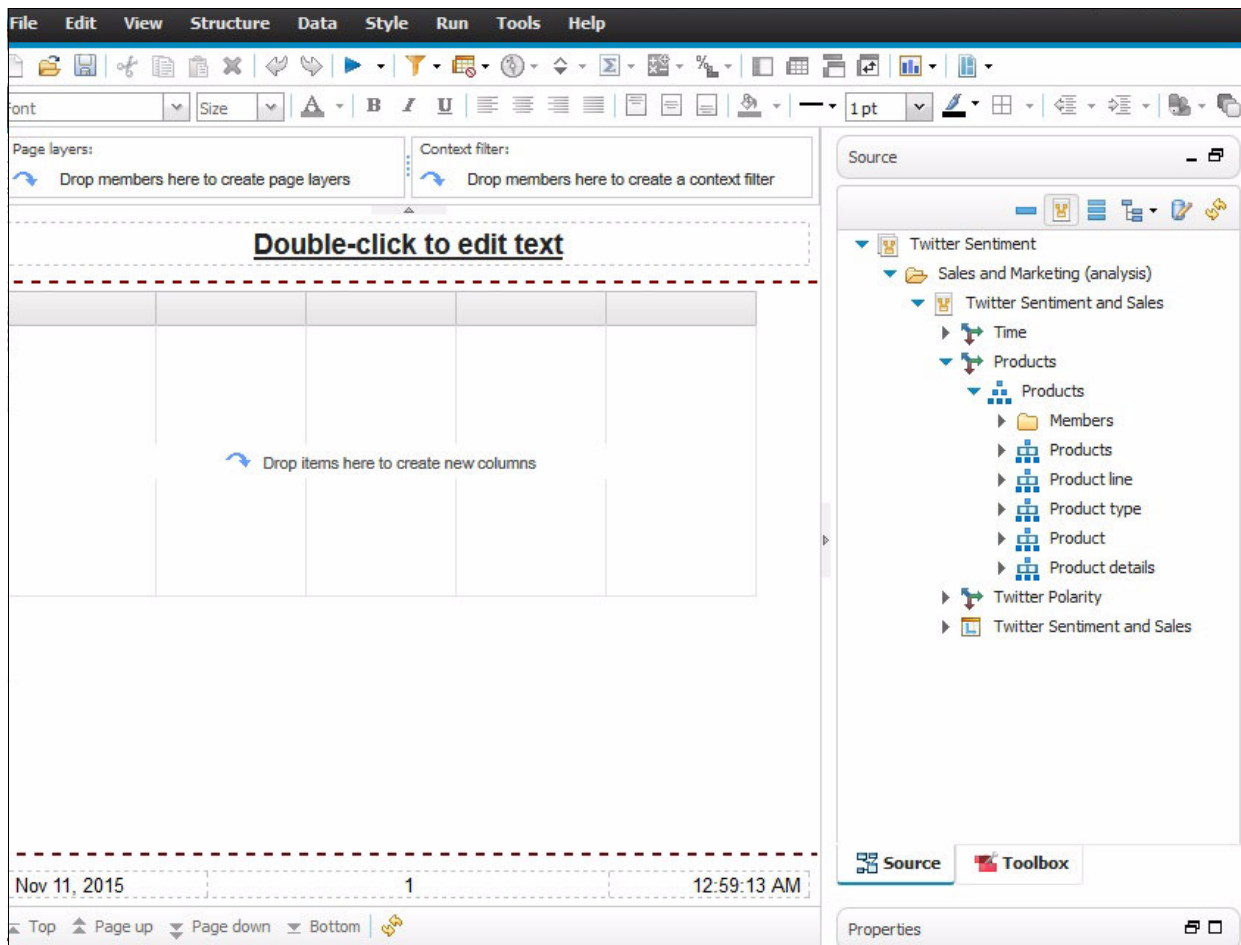 File Edit View Structure Data Style Run Tools Help
Font Size A B I U 1 pt
Page layers:
Drop members here to create page layers
Context filter:
Drop members here to create a context filter
Double-click to edit text
Drop items here to create new columns
Nov 11, 2015 1 12:59:13 AM
Top Page up Page down Bottom
Source
Twitter Sentiment
Sales and Marketing (analysis)
Twitter Sentiment and Sales
Time
Products
Products
Members
Products
Product line
Product type
Product
Product details
Twitter Polarity
Twitter Sentiment and Sales
Source Toolbox
Properties